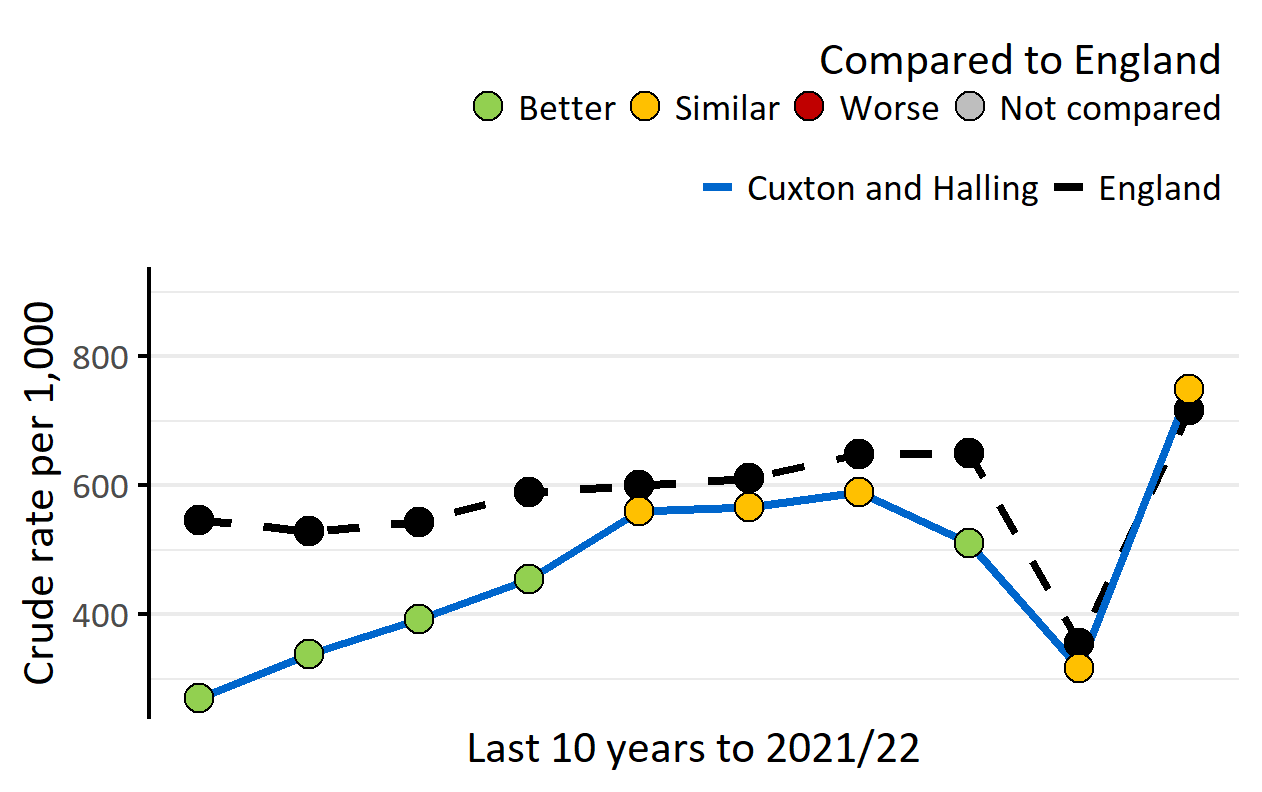 Compared to England
Better Similar Worse Not compared
Cuxton and Halling England
Crude rate per 1,000
800
600
400
Last 10 years to 2021/22